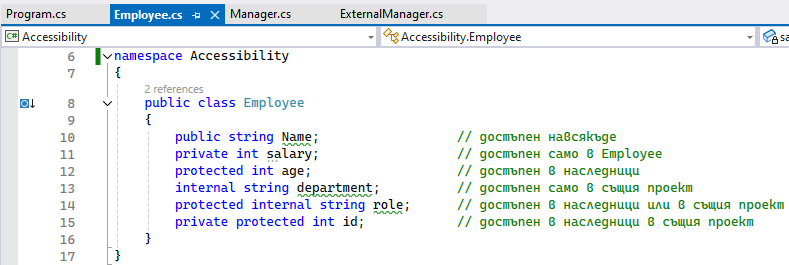 Program.cs Employee.cs Manager.cs ExternalManager.cs
Accessibility Accessibility.Employee
6 namespace Accessibility
7 {
2 references
8 public class Employee
9 {
10 public string Name; // достъпен навсякъде
11 private int salary; // достъпен само в Employee
12 protected int age; // достъпен в наследници
13 internal string department; // достъпен само в същия проект
14 protected internal string role; // достъпен в наследници или в същия проект
15 private protected int id; // достъпен в наследници в същия проект
16 }
17 }